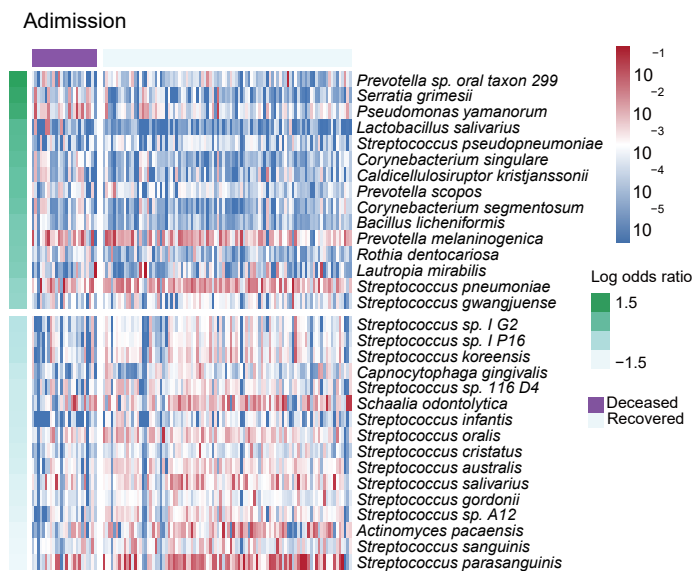 Adimission
Prevotella sp. oral taxon 299
Serratia grimesii
Pseudomonas yamanorum
Lactobacillus salivarius
Streptococcus pseudopneumoniae
Corynebacterium singulare
Caldicellulosiruptor kristjanssonii
Prevotella scopos
Corynebacterium segmentosum
Bacillus licheniformis
Prevotella melaninogenica
Rothia dentocariosa
Lautropia mirabilis
Streptococcus pneumoniae
Streptococcus gwangjuense
Streptococcus sp. I G2
Streptococcus sp. I P16
Streptococcus koreensis
Capnocytophaga gingivalis
Streptococcus sp. 116 D4
Schaalia odontolytica
Streptococcus infantis
Streptococcus oralis
Streptococcus cristatus
Streptococcus australis
Streptococcus salivarius
Streptococcus gordonii
Streptococcus sp. A12
Actinomyces pacaensis
Streptococcus sanguinis
Streptococcus parasanguinis
10 −1
10 −2
10 −3
10 −4
10 −5
Log odds ratio
1.5
−1.5
Deceased
Recovered